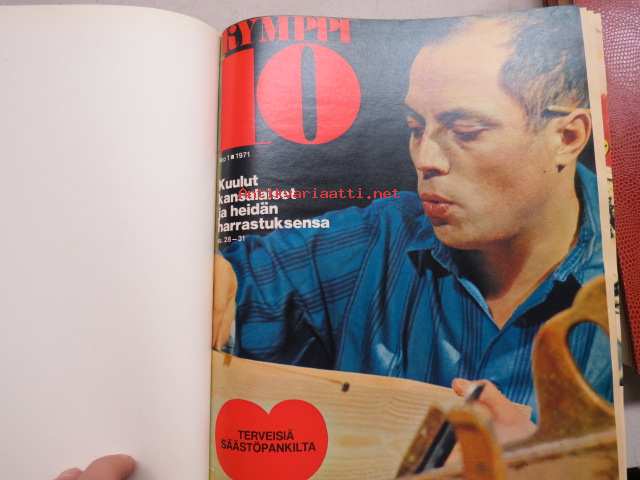 KYMPPI
10
No 1 ■ 1971
Kuulut
kansalaiset
ja heidän
harrastuksensa
s. 28–31
Antikvariaatti.net
TERVEISIÄ
SÄÄSTÖPANKILTA